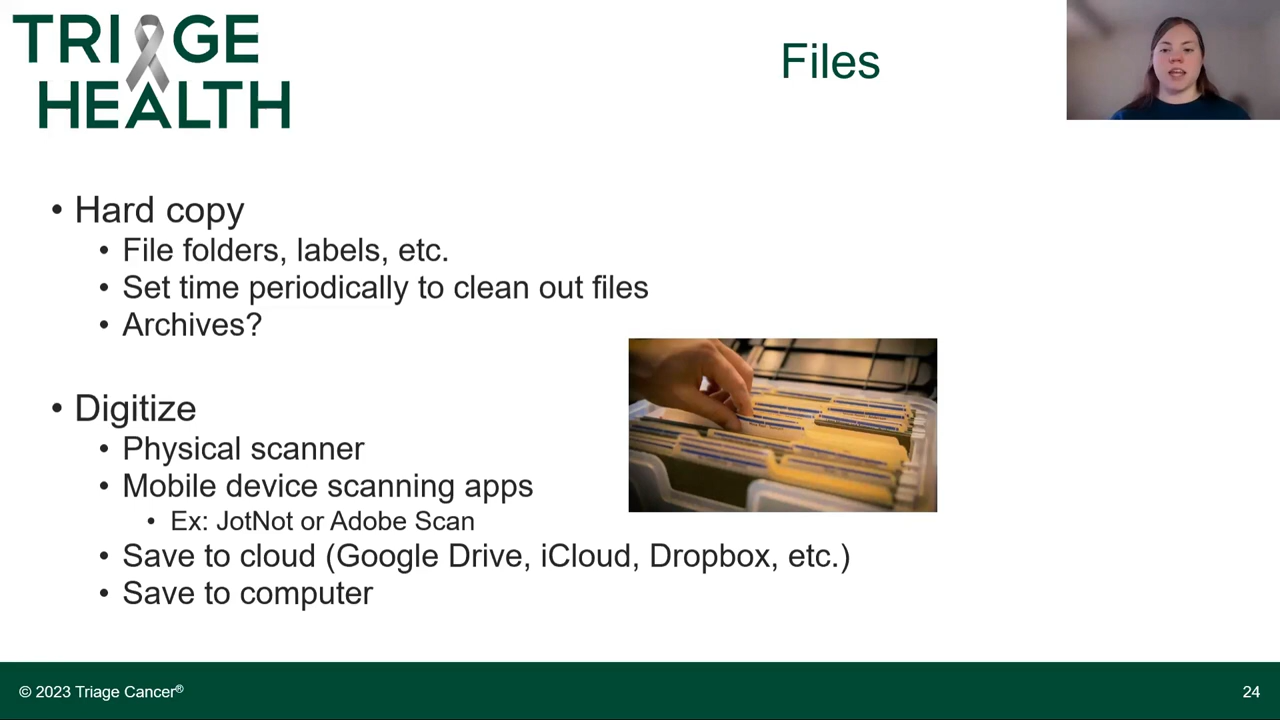 TRIAGE
HEALTH
Files
• Hard copy
• File folders, labels, etc.
• Set time periodically to clean out files
• Archives?
• Digitize
• Physical scanner
• Mobile device scanning apps
• Ex: JotNot or Adobe Scan
• Save to cloud (Google Drive, iCloud, Dropbox, etc.)
• Save to computer
© 2023 Triage Cancer®
24